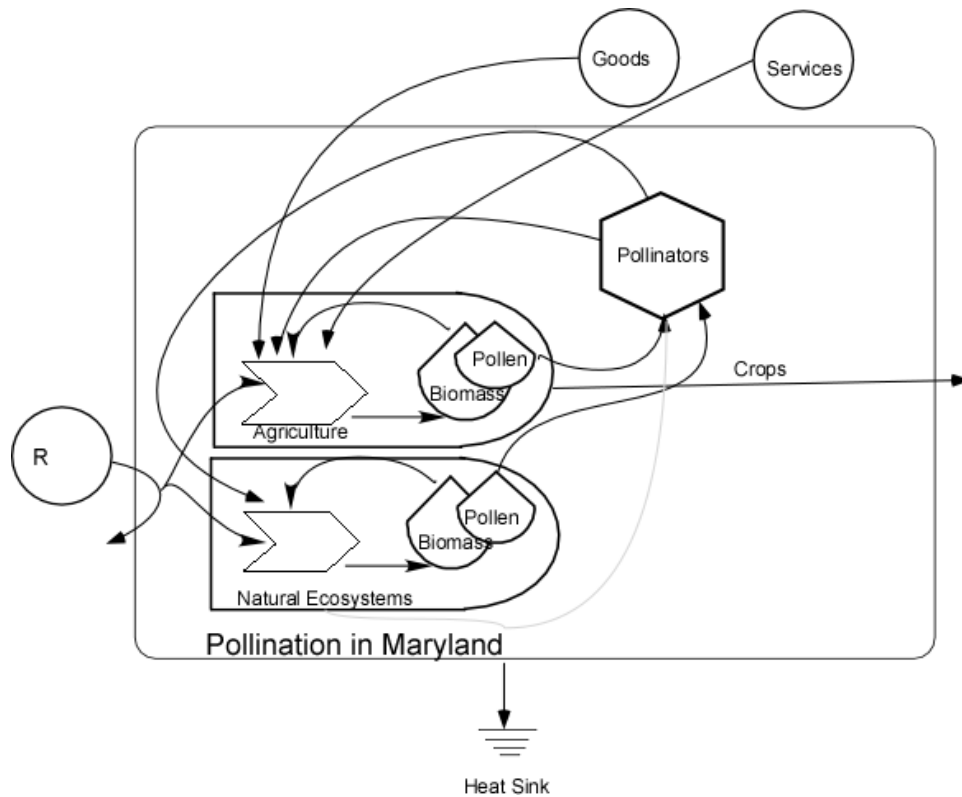 Goods
Services
Pollinators
Pollen
Biomass
Crops
Agriculture
R
Pollen
Biomass
Natural Ecosystems
Pollination in Maryland
Heat Sink